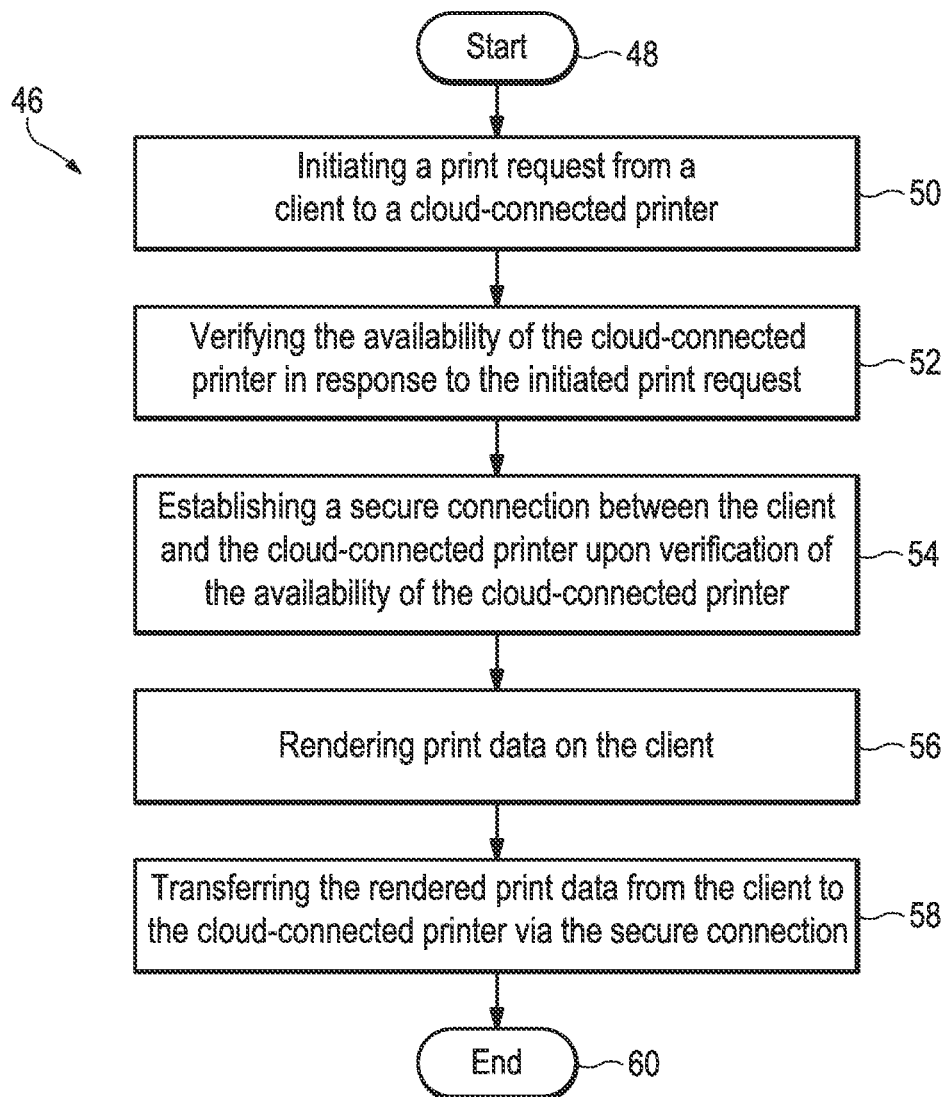 Start
48
46
Initiating a print request from a
client to a cloud-connected printer
50
Verifying the availability of the cloud-connected
printer in response to the initiated print request
52
Establishing a secure connection between the client
and the cloud-connected printer upon verification of
the availability of the cloud-connected printer
54
Rendering print data on the client
56
Transferring the rendered print data from the client to
the cloud-connected printer via the secure connection
58
End
60